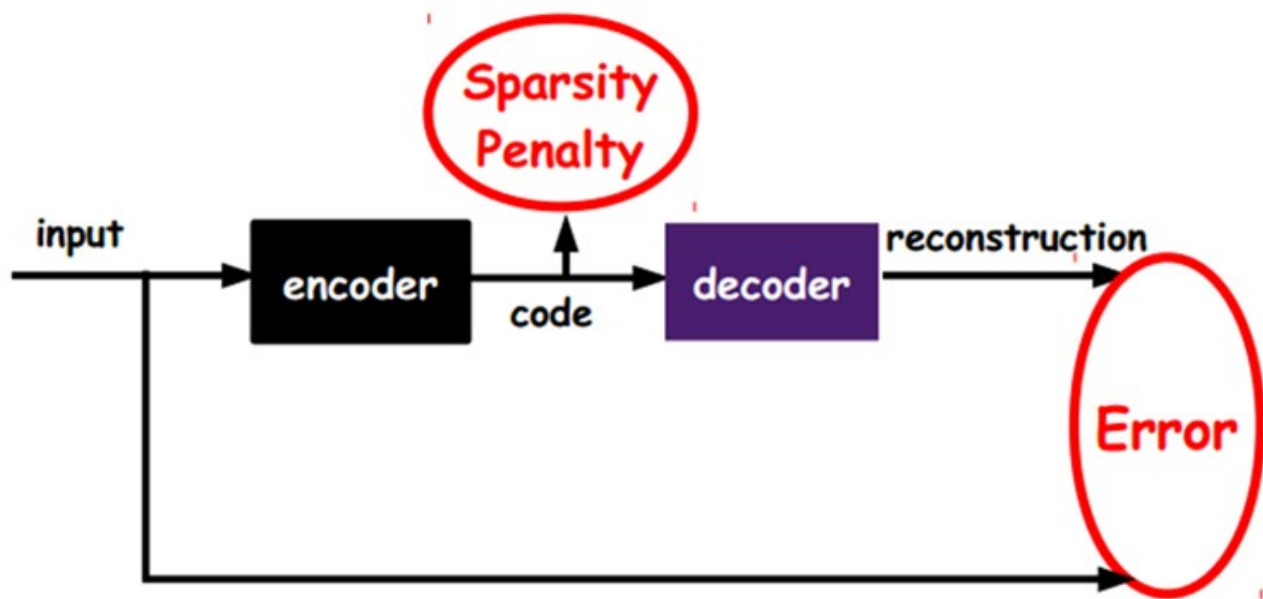 Sparsity
Penalty
input
encoder
code
decoder
reconstruction
Error